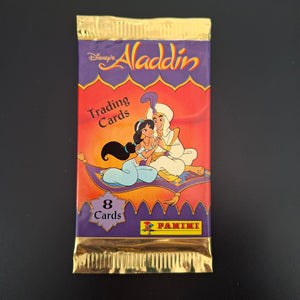 Disney's
Aladdin
Trading
Cards
8
Cards
PANINI